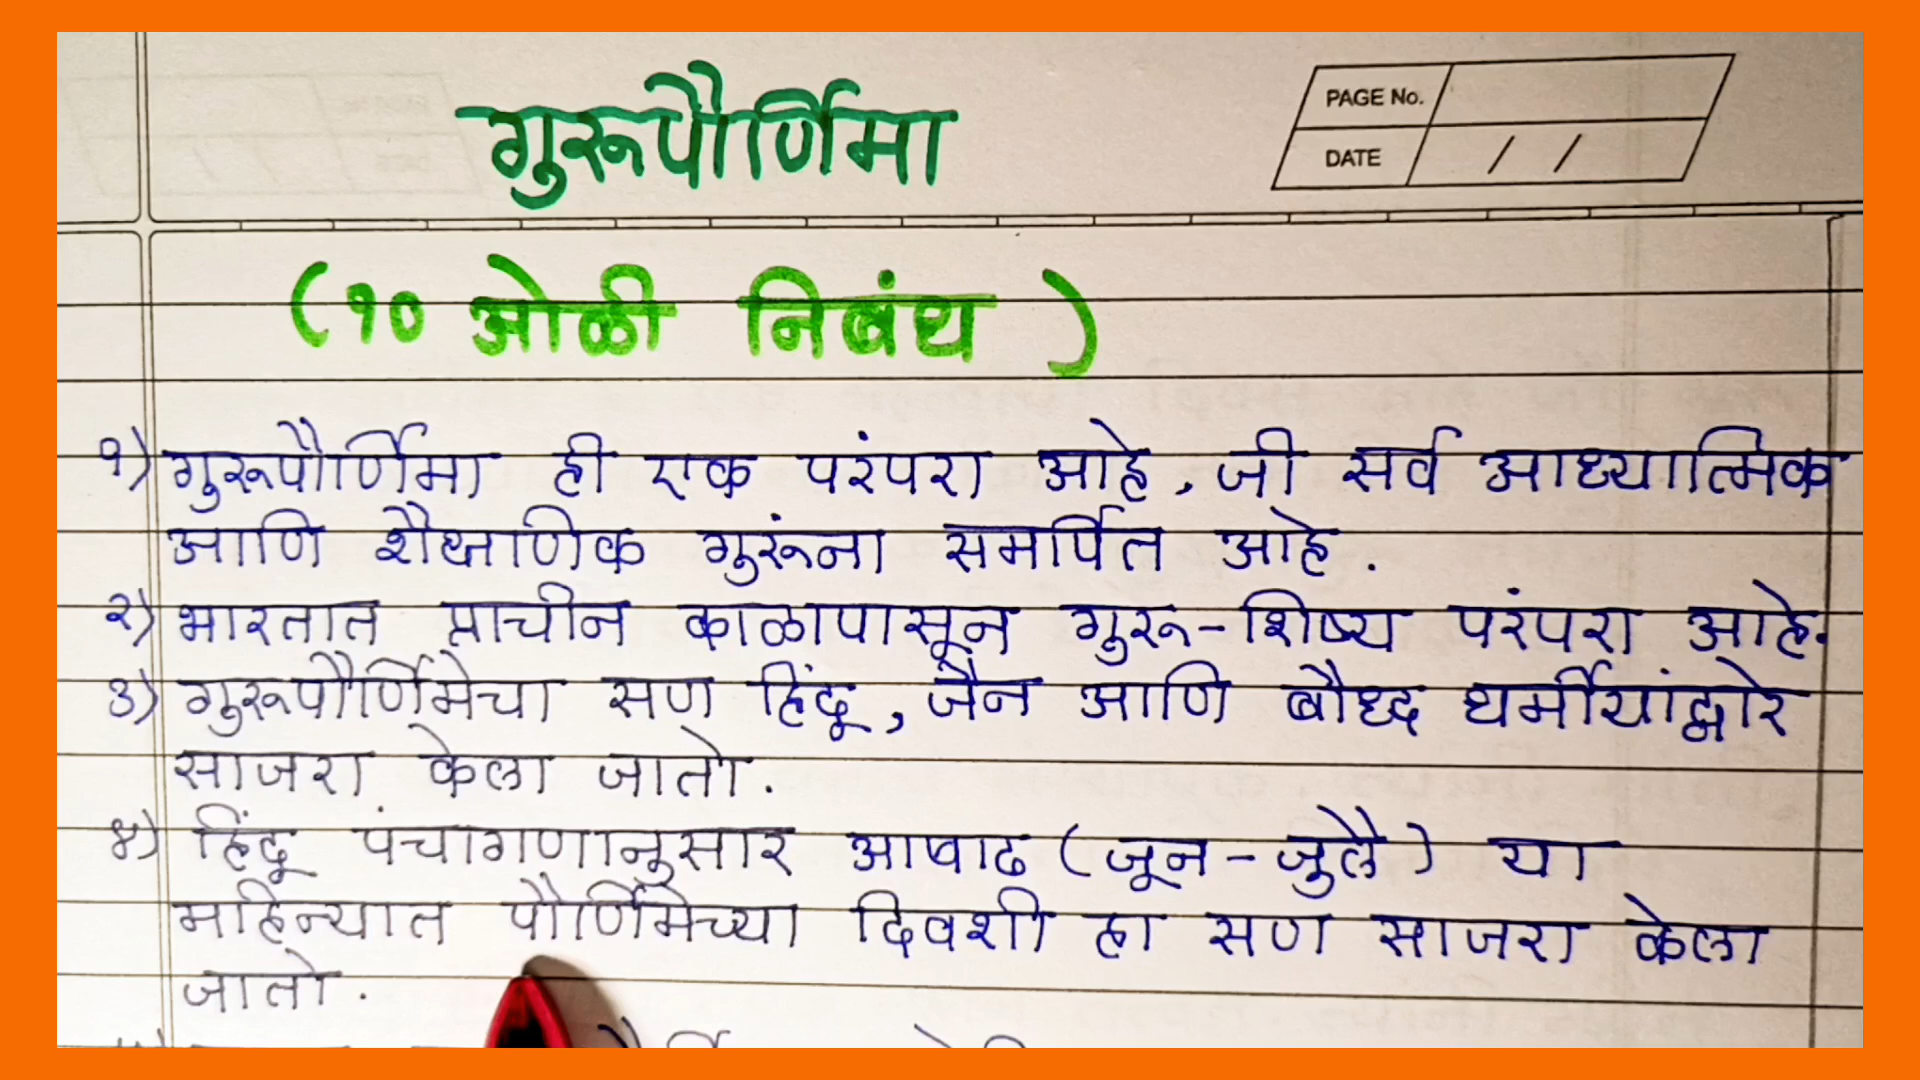 गुरूपौर्णिमा
PAGE No.
DATE / /
(१० ओळी निबंध )
१) गुरूपौर्णिमा ही एक परंपरा आहे, जी सर्व आध्यात्मिक
आणि शैक्षणिक गुरूंना समर्पित आहे.
२) भारतात प्राचीन काळापासून गुरू-शिष्य परंपरा आहे.
३) गुरूपौर्णिमेचा सण हिंदू, जैन आणि बौध्द धर्मीयांद्वारे
साजरा केला जातो.
४) हिंदू पंचागणानुसार आषाढ (जून - जुलै) या
महिन्यात पौर्णिमेच्या दिवशी हा सण साजरा केला
जातो.